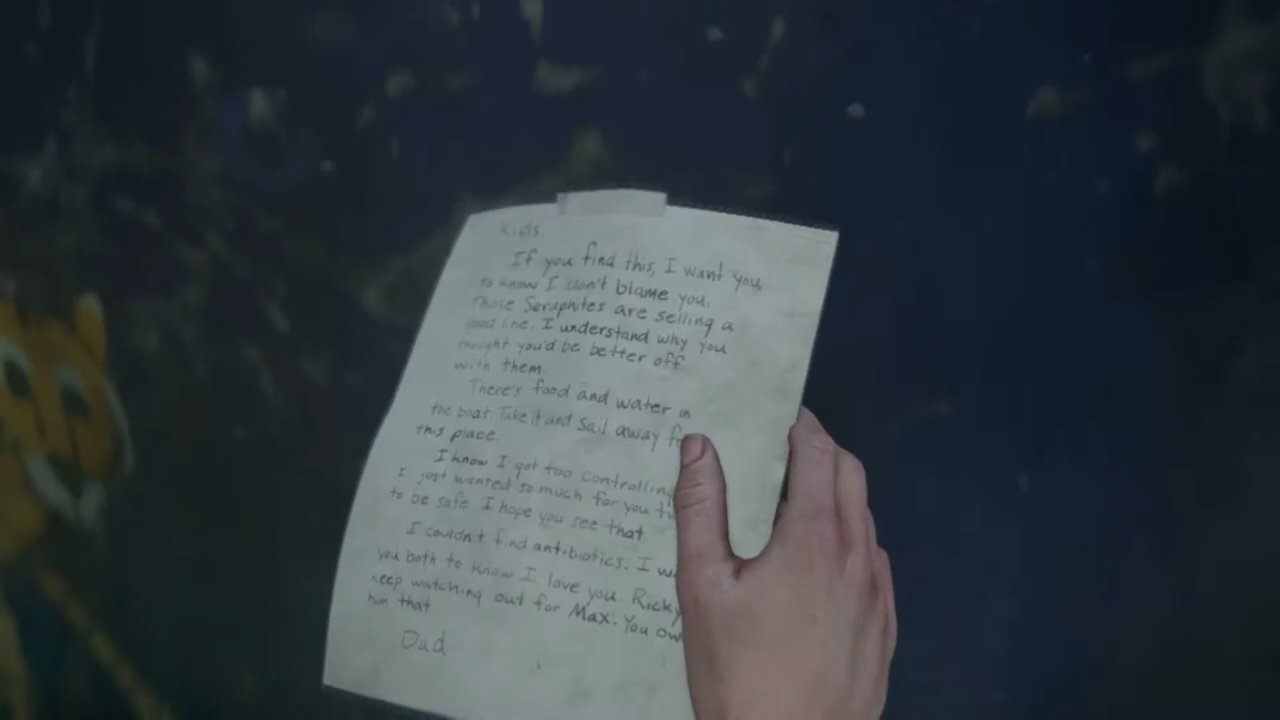 Kids,
If you find this, I want you
to know I don't blame you.
Those Seraphites are selling a
good line. I understand why you
thought you'd be better off
with them.
There's food and water in
the boat. Take it and sail away
this place.
I know I got too controlling
I just wanted so much for you
to be safe. I hope you see that.
I couldn't find antibiotics. I
you both to know I love you. Ricky
keep watching out for Max. You
him that
Dad